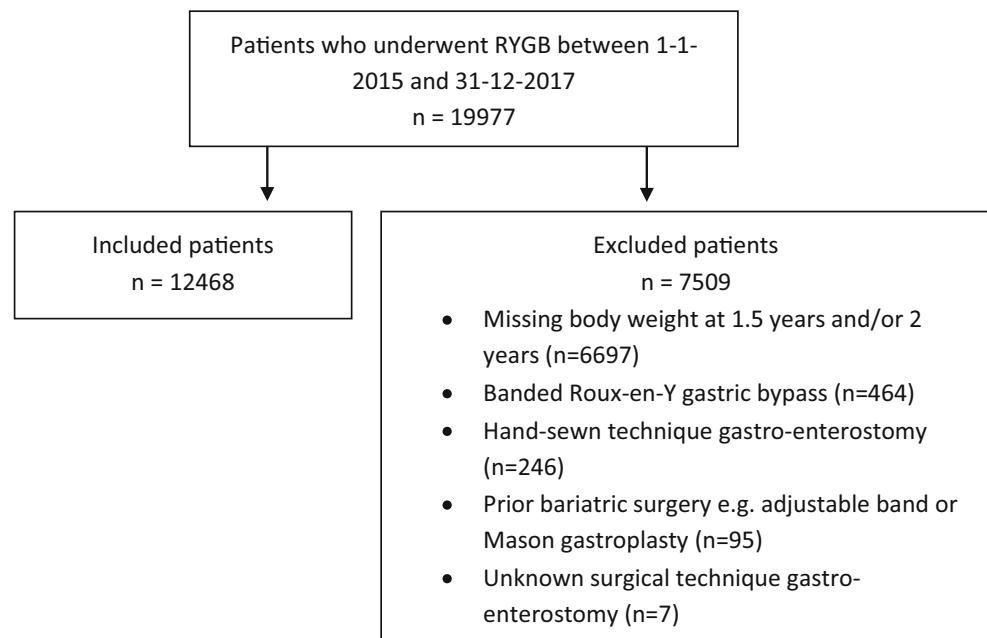 Patients who underwent RYGB between 1-1-
2015 and 31-12-2017
n = 19977
Included patients
n = 12468
Excluded patients
n = 7509
• Missing body weight at 1.5 years and/or 2
years (n=6697)
• Banded Roux-en-Y gastric bypass (n=464)
• Hand-sewn technique gastro-enterostomy
(n=246)
• Prior bariatric surgery e.g. adjustable band or
Mason gastroplasty (n=95)
• Unknown surgical technique gastro-
enterostomy (n=7)